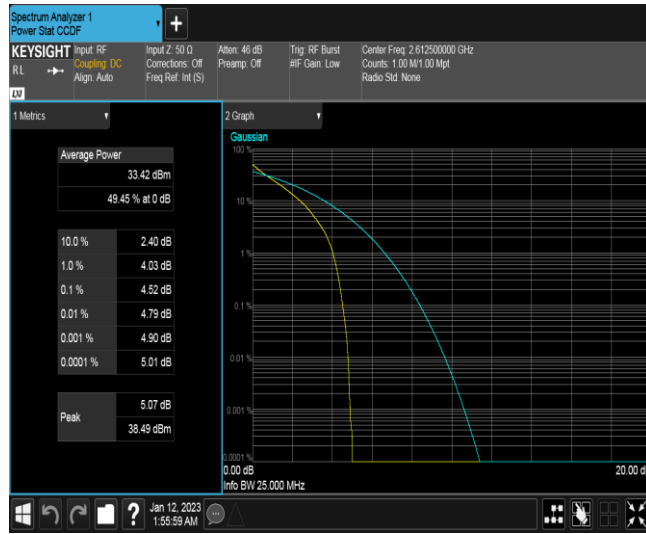 Spectrum Analyzer 1
Power Stat CCDF
KEYSIGHT
RL
LXI
Input: RF
Coupling: DC
Align: Auto
Input Z: 50 Ω
Corrections: Off
Freq Ref: Int (S)
Atten: 46 dB
Preamp: Off
Trig: RF Burst
#IF Gain: Low
Center Freq: 2.612500000 GHz
Counts: 1.00 M/1.00 Mpt
Radio Std: None
1 Metrics
Average Power
33.42 dBm
49.45 % at 0 dB
10.0 % 2.40 dB
1.0 % 4.03 dB
0.1 % 4.52 dB
0.01 % 4.79 dB
0.001 % 4.90 dB
0.0001 % 5.01 dB
Peak
5.07 dB
38.49 dBm
2 Graph
Gaussian
100 %
10 %
1 %
0.1 %
0.01 %
0.001 %
0.0001 %
0.00 dB 20.00 d
Info BW 25.000 MHz
?
Jan 12, 2023
1:55:59 AM